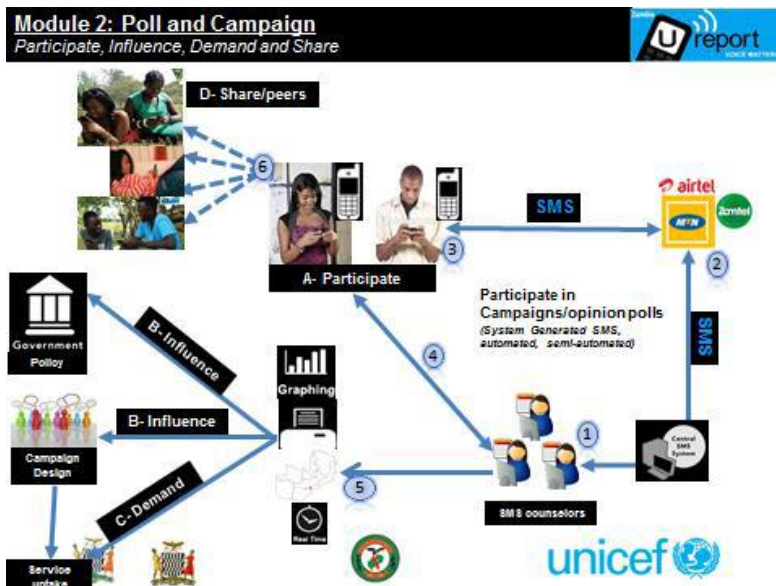 Module 2: Poll and Campaign
Participate, Influence, Demand and Share
Zambia
U report
VOICE MATTERS
D- Share/peers
6
airtel
MTN
Zamtel
SMS
3
2
A- Participate
Participate in
Campaigns/opinion polls
(System Generated SMS,
automated, semi-automated)
SMS
Government
Policy
B- Influence
4
Graphing
B- Influence
1
Central
SMS
System
Campaign
Design
C- Demand
5
SMS counselors
Real Time
Service
uptake
unicef